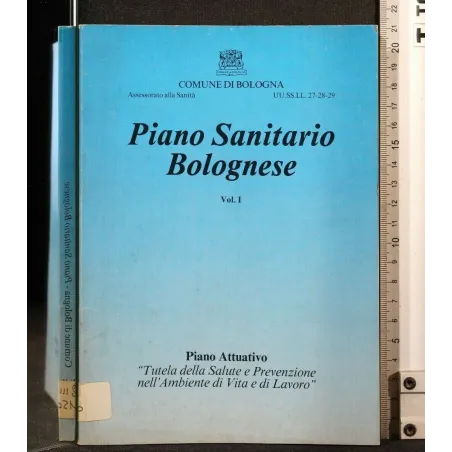 COMUNE DI BOLOGNA
Assessorato alla Sanità UU.SS.LL. 27-28-29
Piano Sanitario
Bolognese
Vol. I
Piano Attuativo
"Tutela della Salute e Prevenzione
nell'Ambiente di Vita e di Lavoro"
Comune di Bologna - Piano Sanitario Bolognese